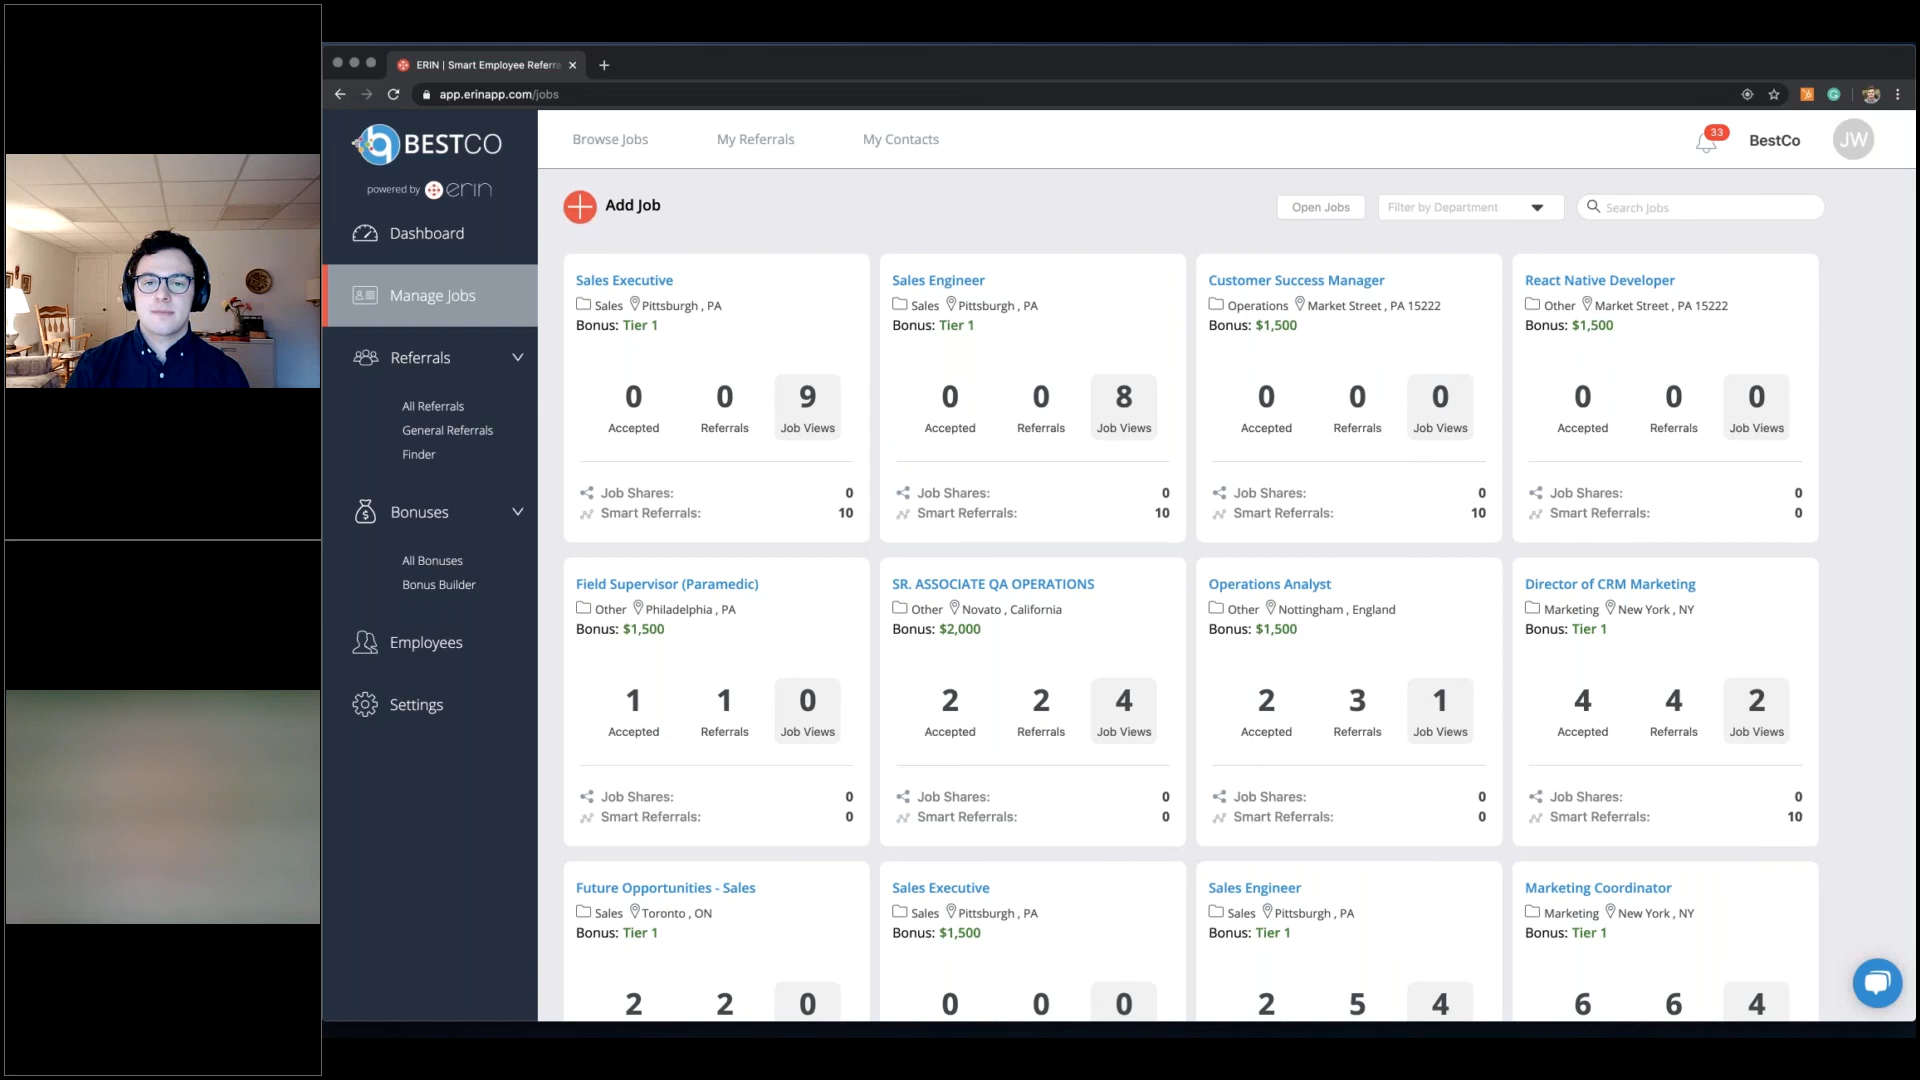 ERIN | Smart Employee Referra
app.erinapp.com/jobs
BESTCO
powered by erin
Dashboard
Manage Jobs
Referrals
All Referrals
General Referrals
Finder
Bonuses
All Bonuses
Bonus Builder
Employees
Settings
Browse Jobs My Referrals My Contacts
33 BestCo JW
Add Job
Open Jobs Filter by Department Search Jobs
Sales Executive
Sales Pittsburgh , PA
Bonus: Tier 1
0 0 9
Accepted Referrals Job Views
Job Shares: 0
Smart Referrals: 10
Sales Engineer
Sales Pittsburgh , PA
Bonus: Tier 1
0 0 8
Accepted Referrals Job Views
Job Shares: 0
Smart Referrals: 10
Customer Success Manager
Operations Market Street , PA 15222
Bonus: $1,500
0 0 0
Accepted Referrals Job Views
Job Shares: 0
Smart Referrals: 10
React Native Developer
Other Market Street , PA 15222
Bonus: $1,500
0 0 0
Accepted Referrals Job Views
Job Shares: 0
Smart Referrals: 0
Field Supervisor (Paramedic)
Other Philadelphia , PA
Bonus: $1,500
1 1 0
Accepted Referrals Job Views
Job Shares: 0
Smart Referrals: 0
SR. ASSOCIATE QA OPERATIONS
Other Novato , California
Bonus: $2,000
2 2 4
Accepted Referrals Job Views
Job Shares: 0
Smart Referrals: 0
Operations Analyst
Other Nottingham , England
Bonus: $1,500
2 3 1
Accepted Referrals Job Views
Job Shares: 0
Smart Referrals: 0
Director of CRM Marketing
Marketing New York , NY
Bonus: Tier 1
4 4 2
Accepted Referrals Job Views
Job Shares: 0
Smart Referrals: 10
Future Opportunities - Sales
Sales Toronto , ON
Bonus: Tier 1
2 2 0
Sales Executive
Sales Pittsburgh , PA
Bonus: $1,500
0 0 0
Sales Engineer
Sales Pittsburgh , PA
Bonus: Tier 1
2 5 4
Marketing Coordinator
Marketing New York , NY
Bonus: Tier 1
6 6 4